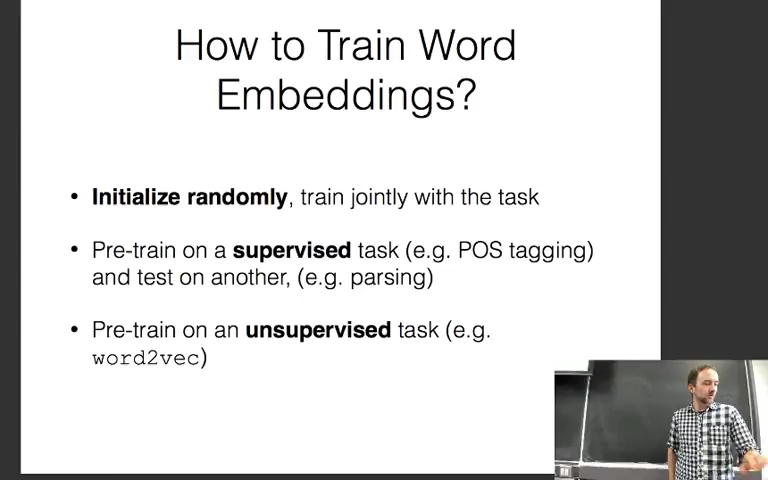 How to Train Word
Embeddings?
• Initialize randomly, train jointly with the task
• Pre-train on a supervised task (e.g. POS tagging)
and test on another, (e.g. parsing)
• Pre-train on an unsupervised task (e.g.
word2vec)